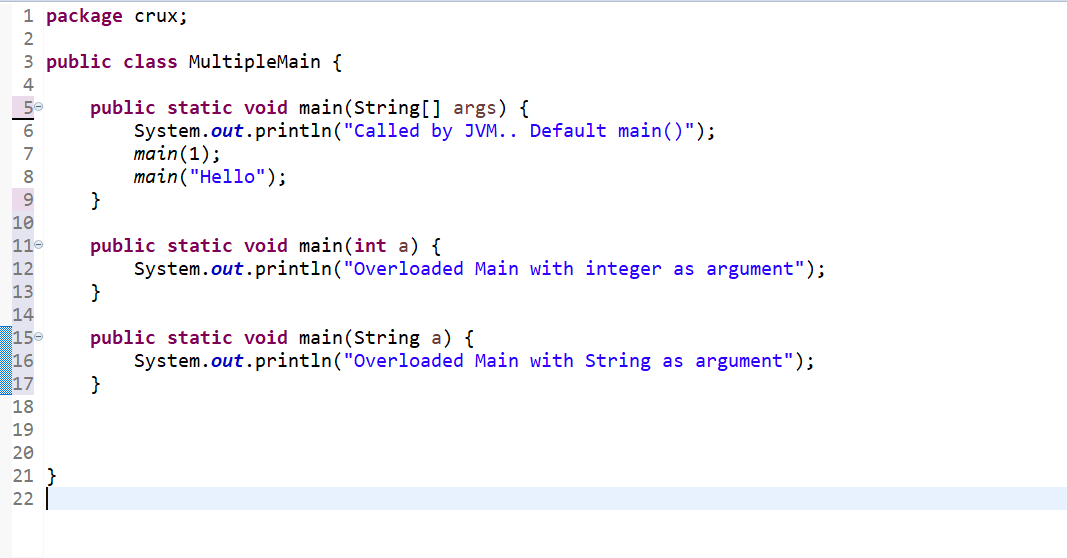 1 package crux;
2
3 public class MultipleMain {
4
5     public static void main(String[] args) {
6         System.out.println("Called by JVM.. Default main()");
7         main(1);
8         main("Hello");
9     }
10
11     public static void main(int a) {
12         System.out.println("Overloaded Main with integer as argument");
13     }
14
15     public static void main(String a) {
16         System.out.println("Overloaded Main with String as argument");
17     }
18
19
20
21 }
22